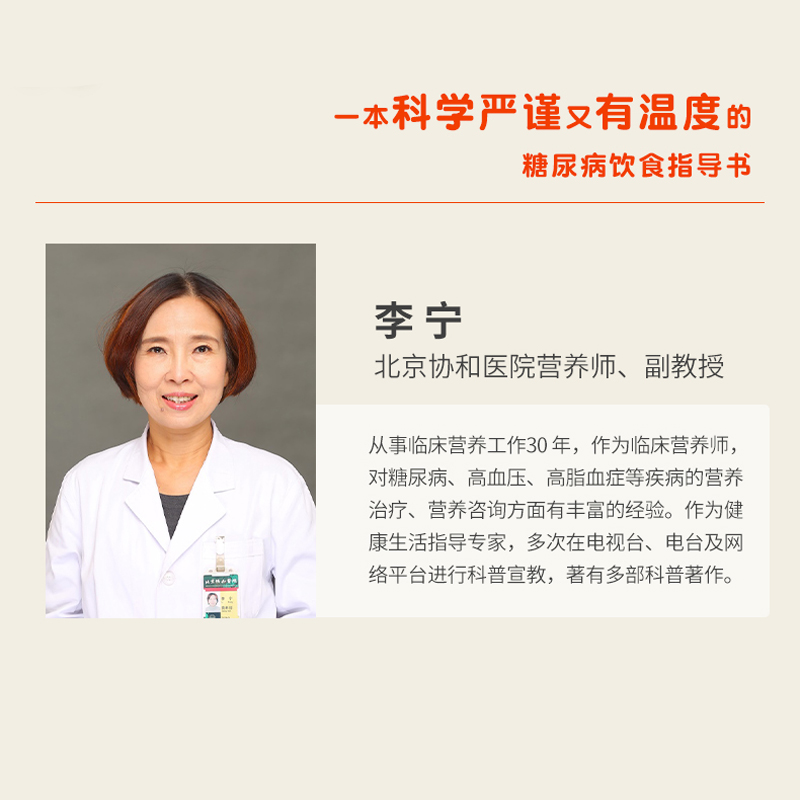 一本科学严谨又有温度的
糖尿病饮食指导书
李宁
北京协和医院营养师、副教授
从事临床营养工作30 年，作为临床营养师，
对糖尿病、高血压、高脂血症等疾病的营养
治疗、营养咨询方面有丰富的经验。作为健
康生活指导专家，多次在电视台、电台及网
络平台进行科普宣教，著有多部科普著作。
北京协和医院